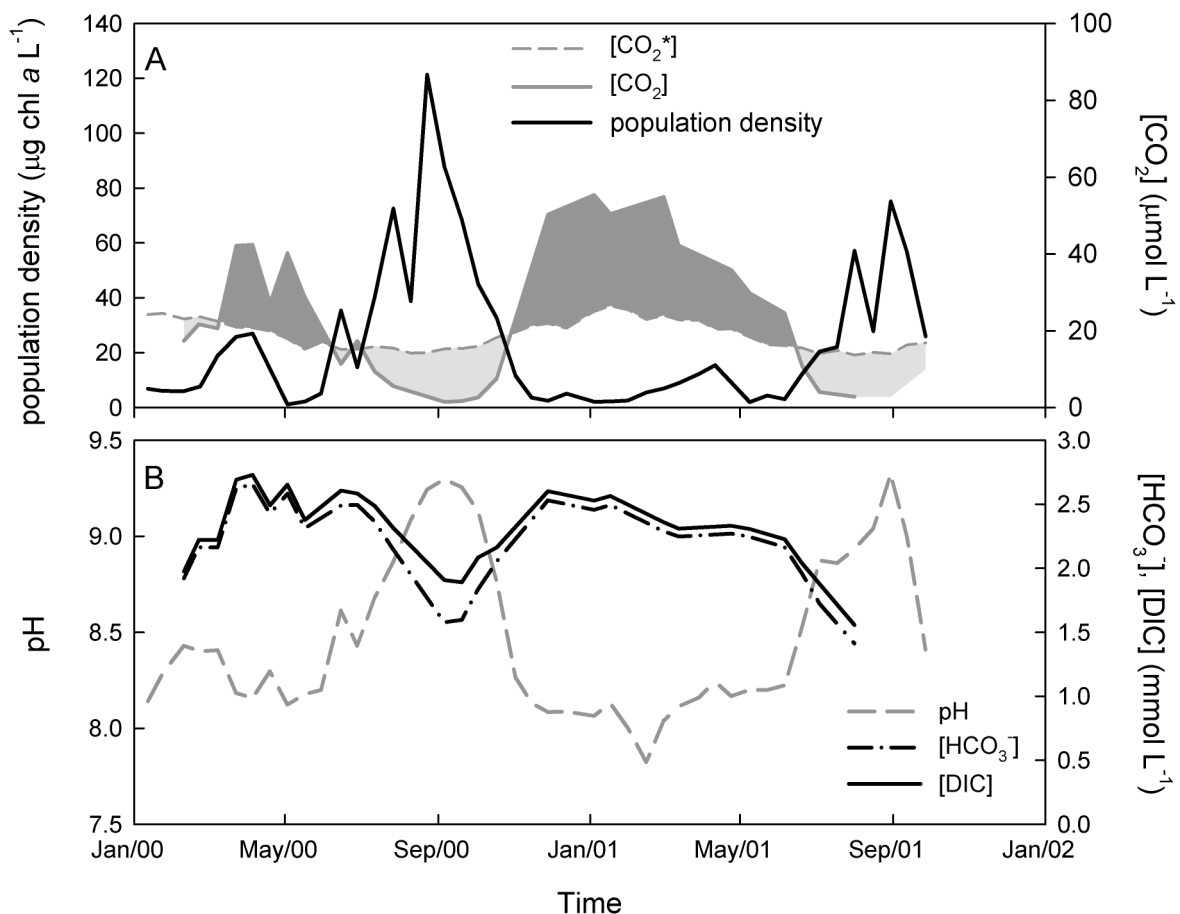 A
[CO₂*]
[CO₂]
population density
population density (μg chl a L⁻¹)
140
120
100
80
60
40
20
0
100
80
60
40
20
0
[CO₂] (μmol L⁻¹)
B
pH
9.5
9.0
8.5
8.0
7.5
pH
[HCO₃⁻]
[DIC]
3.0
2.5
2.0
1.5
1.0
0.5
0.0
[HCO₃⁻], [DIC] (mmol L⁻¹)
Jan/00 May/00 Sep/00 Jan/01 May/01 Sep/01 Jan/02
Time